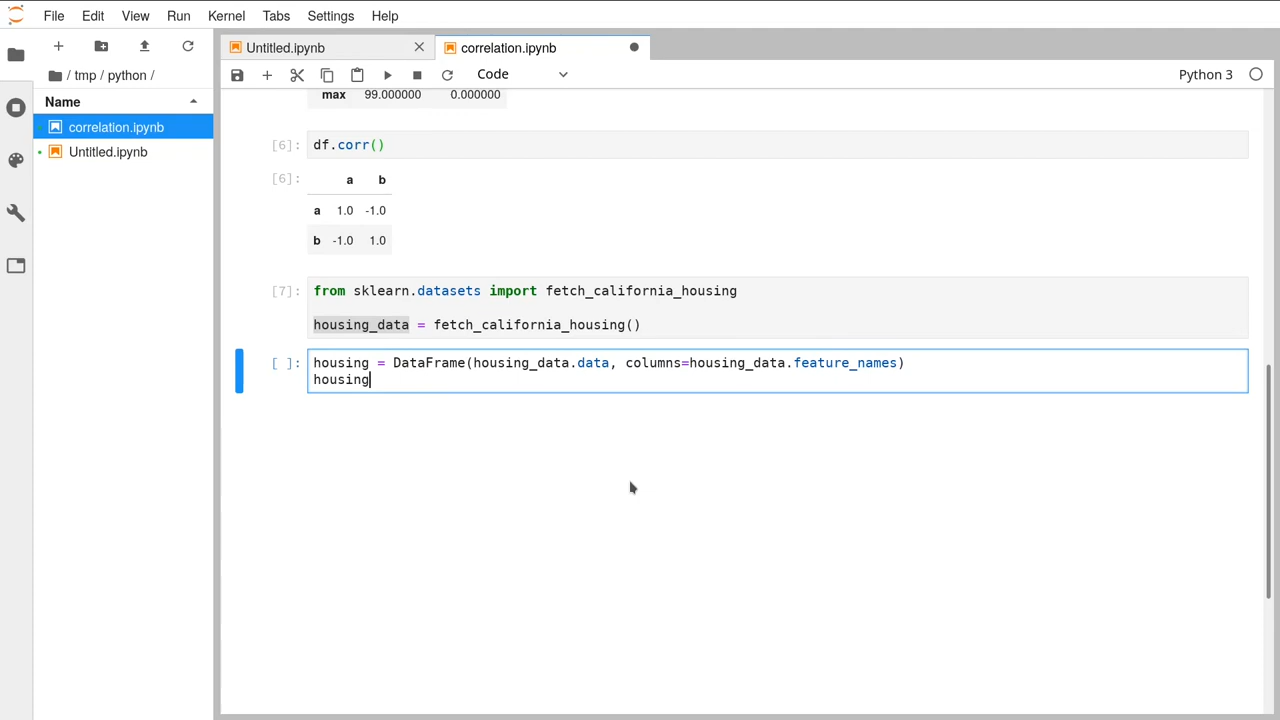 File Edit View Run Kernel Tabs Settings Help
Untitled.ipynb
correlation.ipynb
/ tmp / python /
Name
correlation.ipynb
Untitled.ipynb
Code
Python 3
max 99.000000 0.000000
[6]: df.corr()
[6]:
a b
a 1.0 -1.0
b -1.0 1.0
[7]: from sklearn.datasets import fetch_california_housing
housing_data = fetch_california_housing()
[ ]: housing = DataFrame(housing_data.data, columns=housing_data.feature_names)
housing